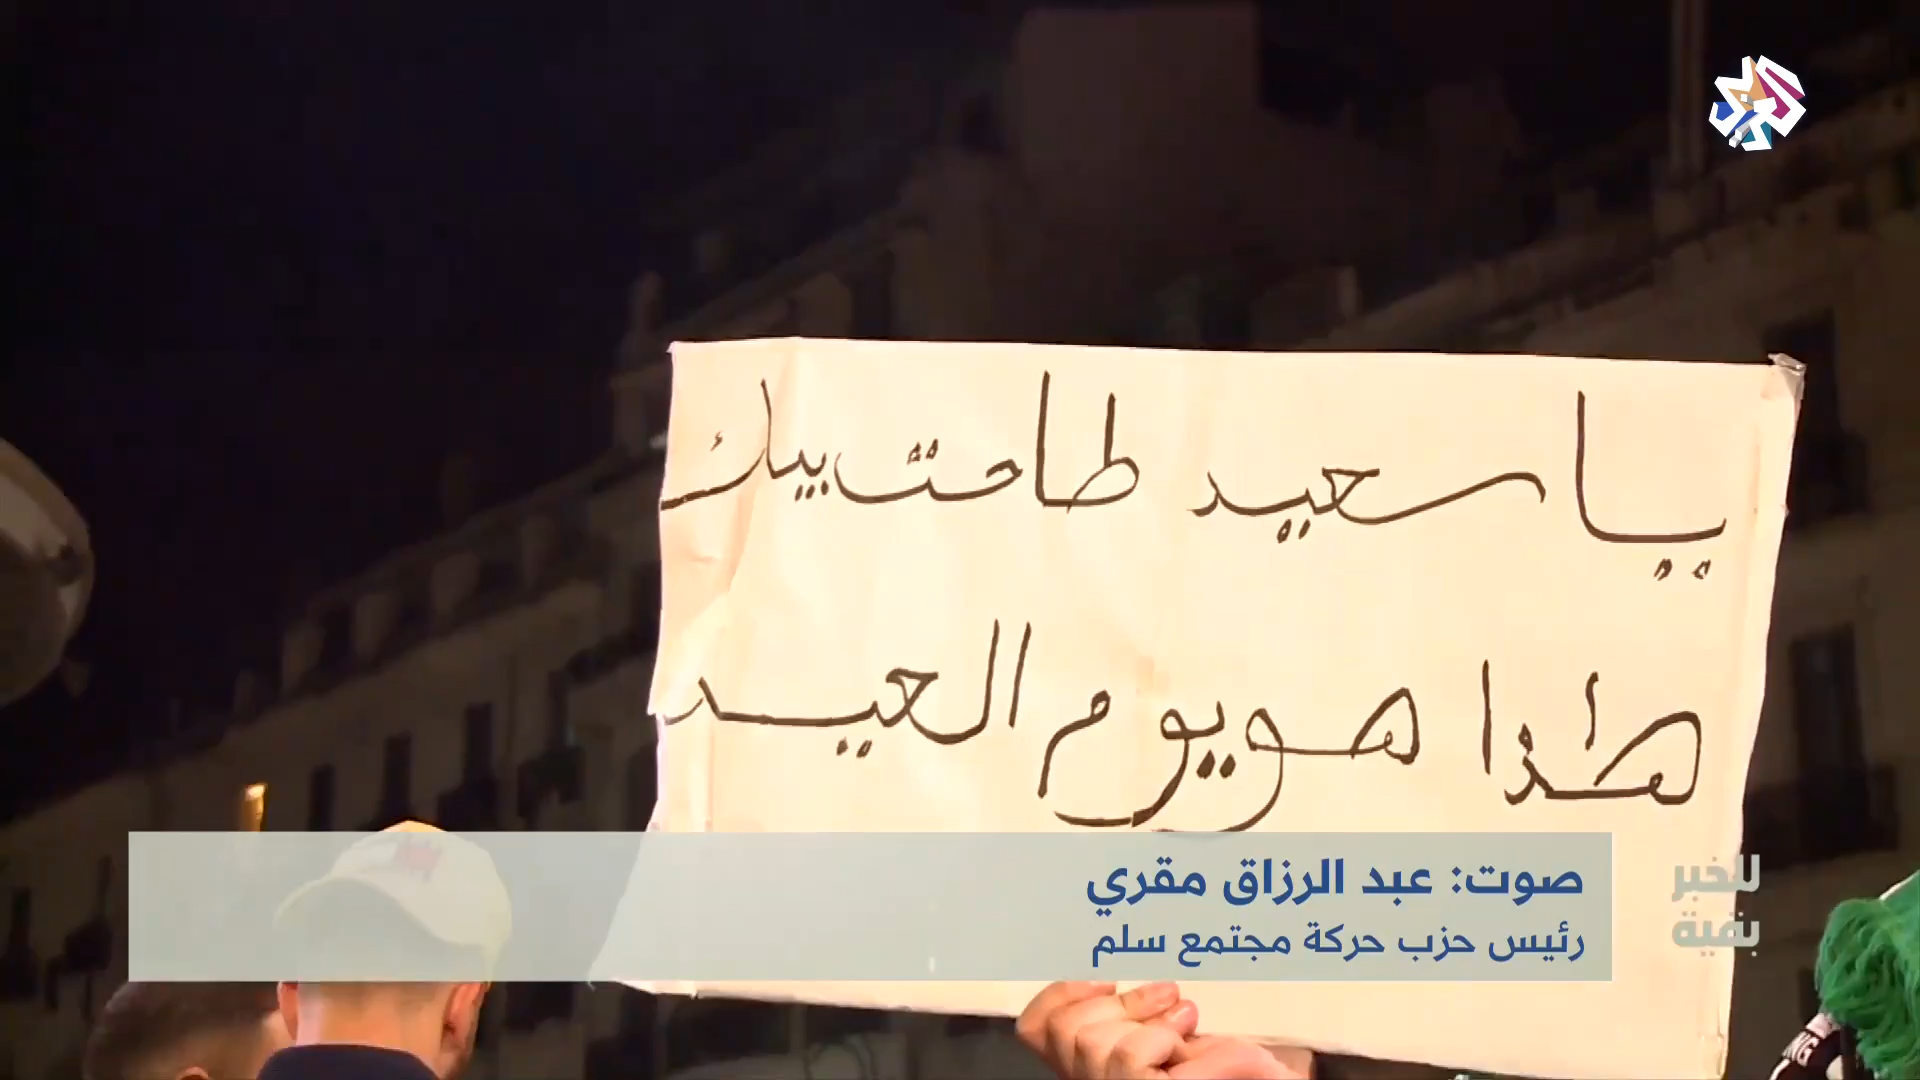 يا سعيد طاحت بيك
هذا هو يوم العيد
صوت: عبد الرزاق مقري
رئيس حزب حركة مجتمع سلم
للخبر
بقية
NG